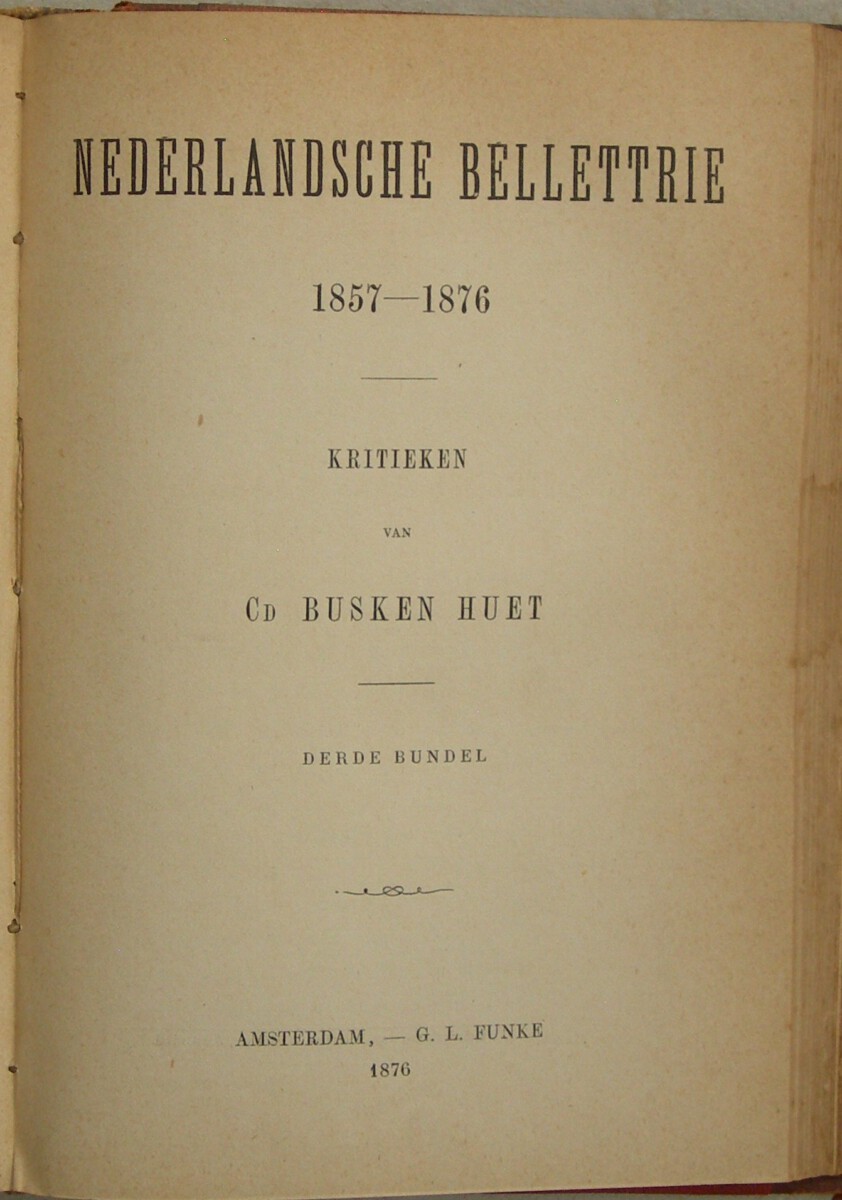 NEDERLANDSCHE BELLETTRIE
1857—1876
KRITIEKEN
VAN
CD BUSKEN HUET
DERDE BUNDEL
AMSTERDAM, — G. L. FUNKE
1876